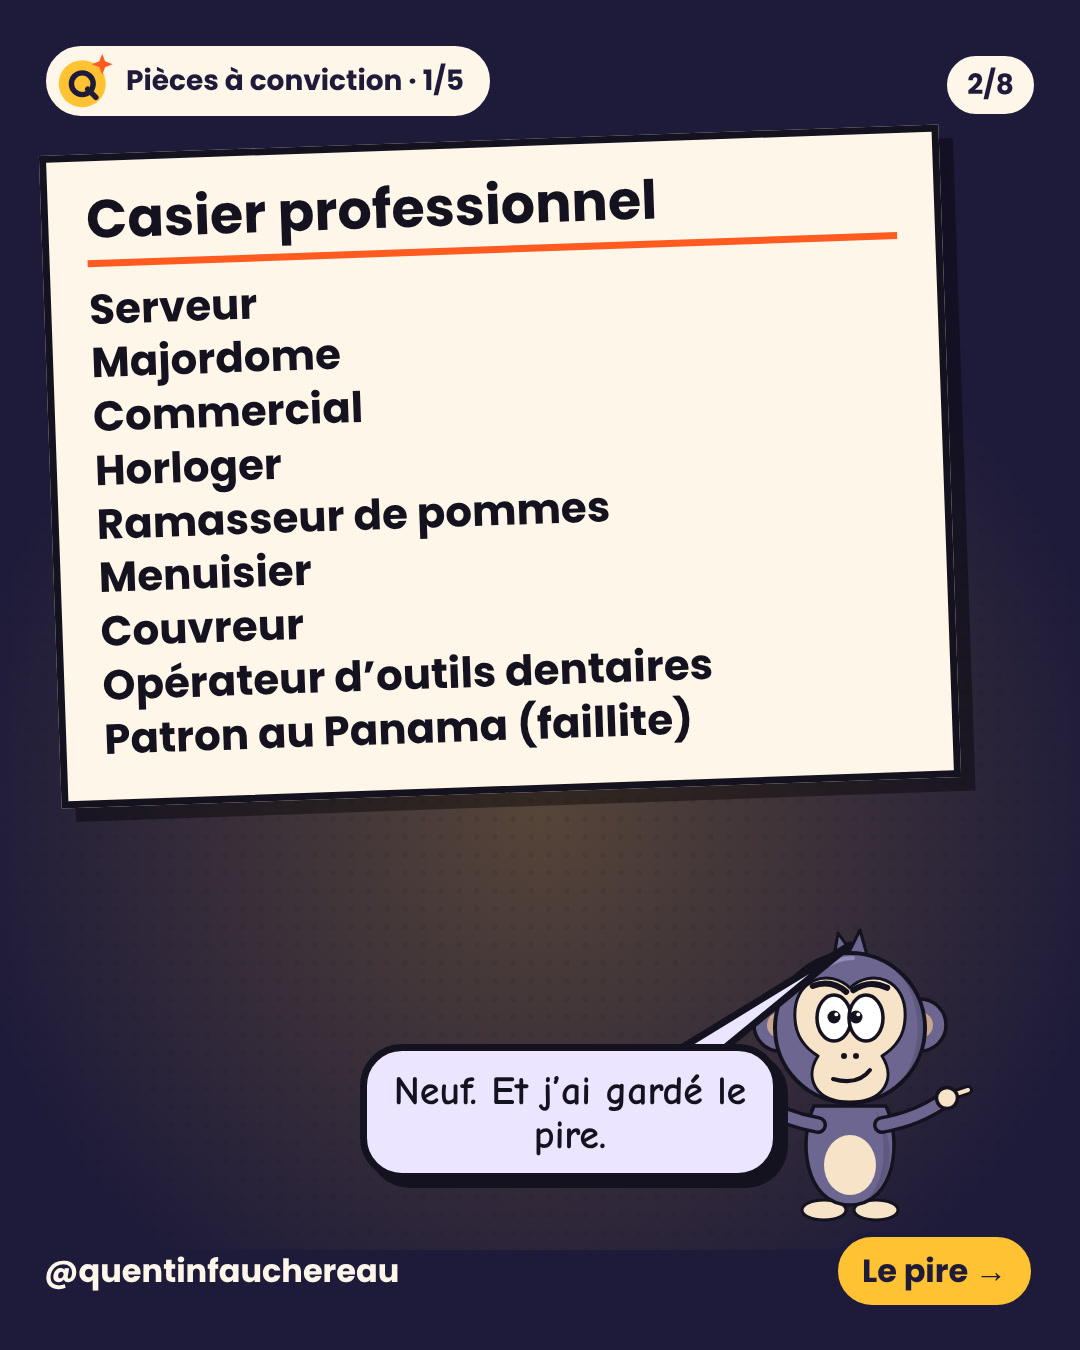 Q Pièces à conviction · 1/5
2/8
Casier professionnel
Serveur
Majordome
Commercial
Horloger
Ramasseur de pommes
Menuisier
Couvreur
Opérateur d’outils dentaires
Patron au Panama (faillite)
Neuf. Et j’ai gardé le
pire.
@quentinfauchereau
Le pire →